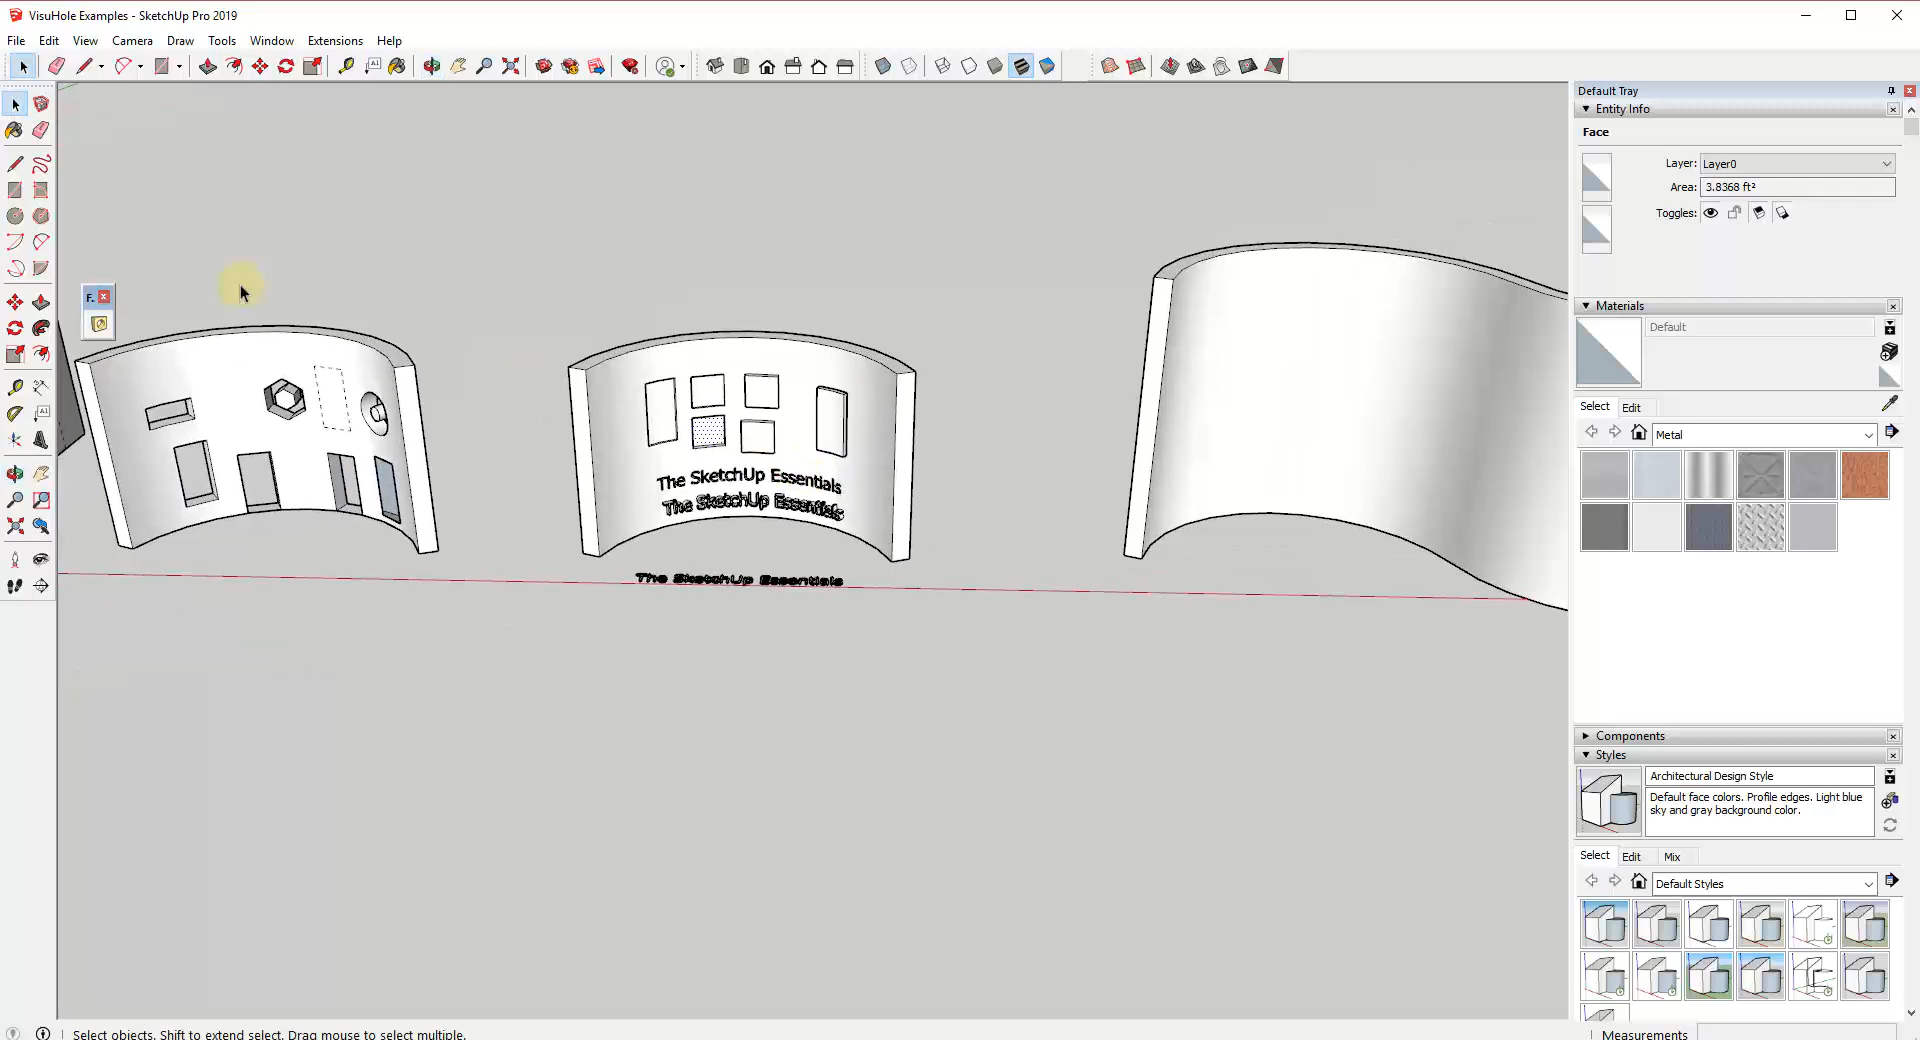 VisuHole Examples - SketchUp Pro 2019
File Edit View Camera Draw Tools Window Extensions Help
Default Tray
Entity Info
Face
Layer: Layer0
Area: 3.8368 ft²
Toggles:
F.
Materials
Default
Select Edit
Metal
The SketchUp Essentials
The SketchUp Essentials
The SketchUp Essentials
Components
Styles
Architectural Design Style
Default face colors. Profile edges. Light blue
sky and gray background color.
Select Edit Mix
Default Styles
Select objects. Shift to extend select. Drag mouse to select multiple.
Measurements